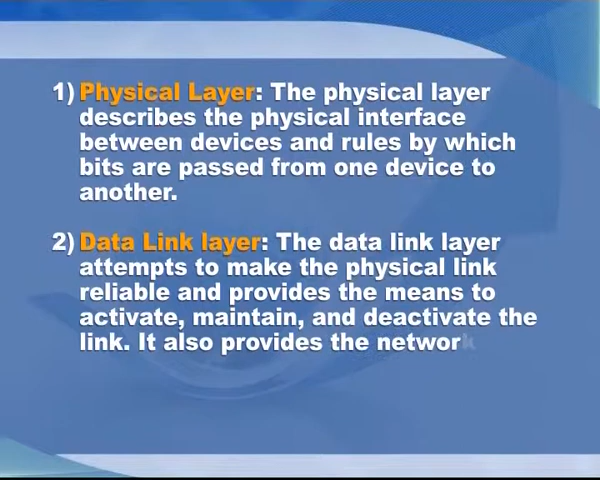 1) Physical Layer: The physical layer
describes the physical interface
between devices and rules by which
bits are passed from one device to
another.
2) Data Link layer: The data link layer
attempts to make the physical link
reliable and provides the means to
activate, maintain, and deactivate the
link. It also provides the network